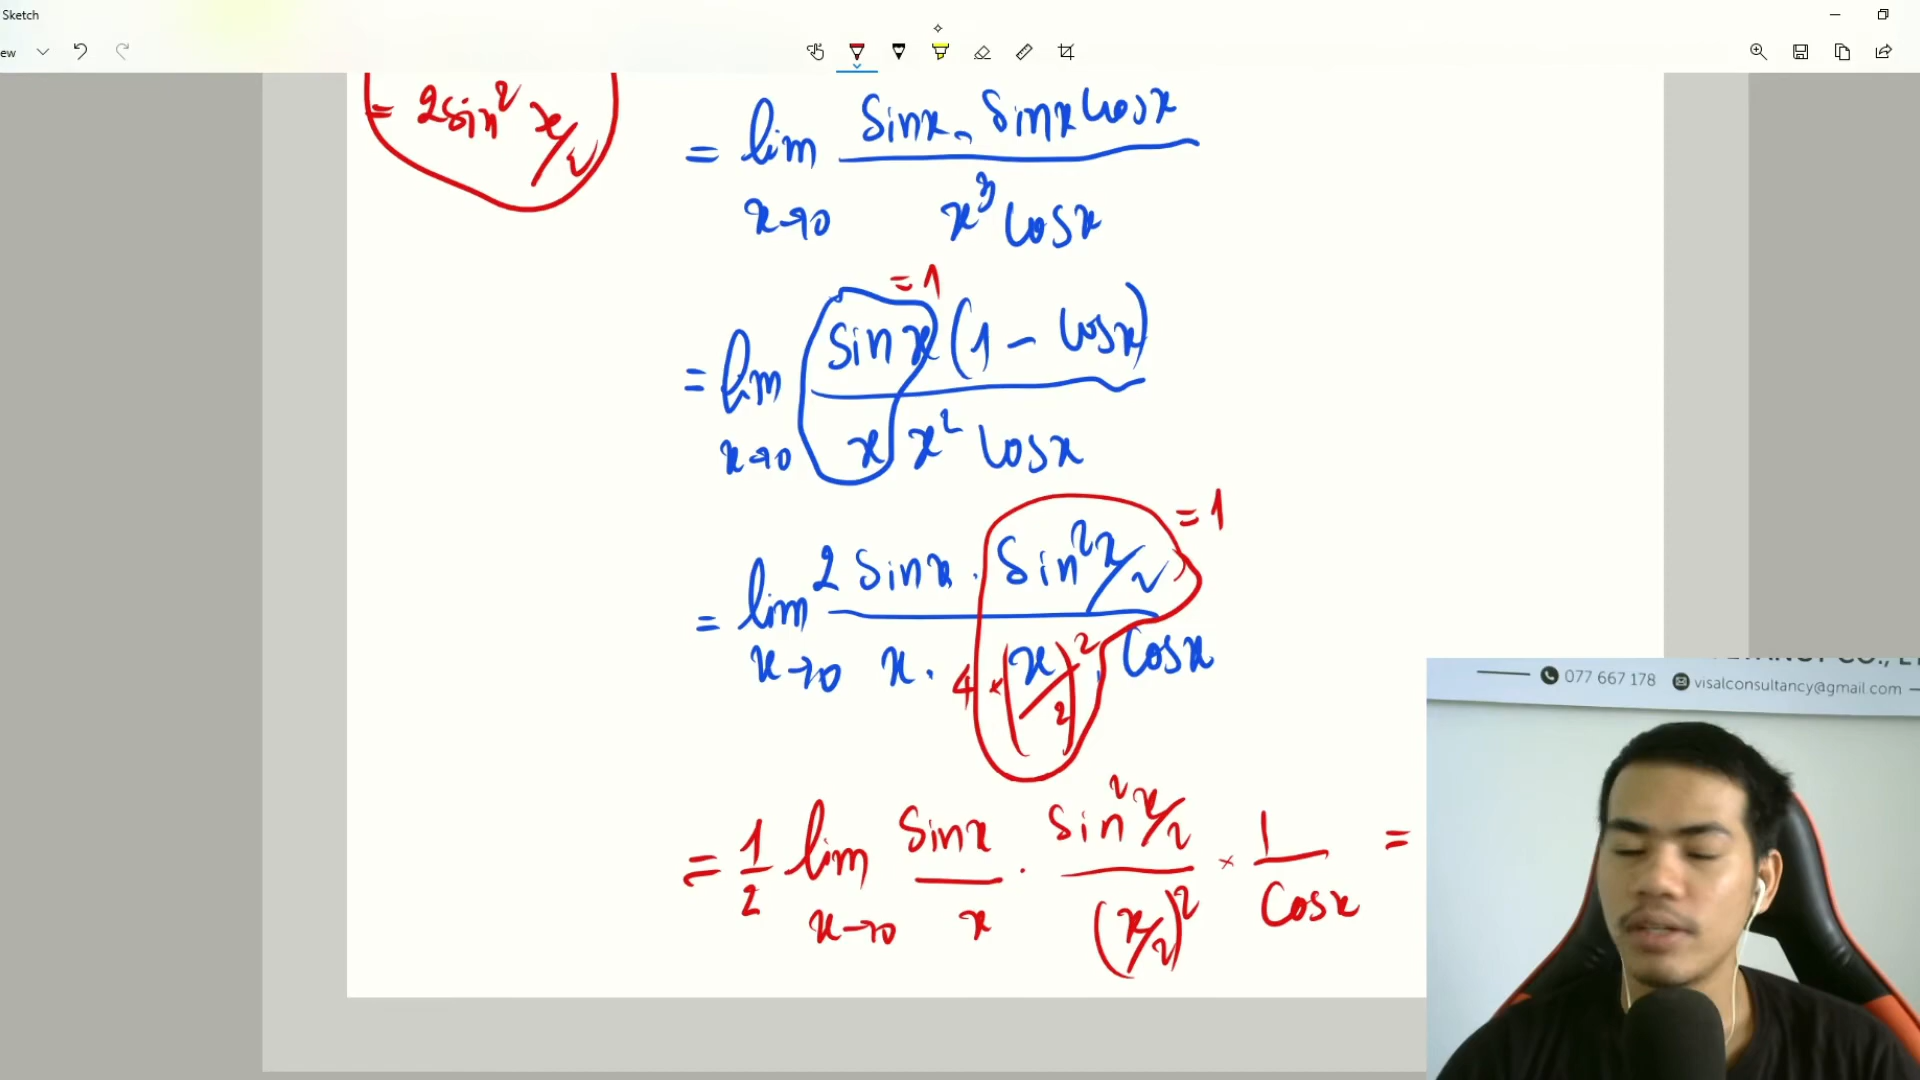 Sketch
ew
= 2sin² x/2
= lim x→0 sinx - sinx cosx / x³ cosx
= 1
= lim x→0 sinx (1 - cosx) / x x² cosx
= 1
= lim x→0 2 sinx . sin² x/2 / x . 4 × (x/2)² . cosx
= 1/2 lim x→0 sinx / x . sin² x/2 / (x/2)² × 1 / cosx =
077 667 178 visalconsultancy@gmail.com